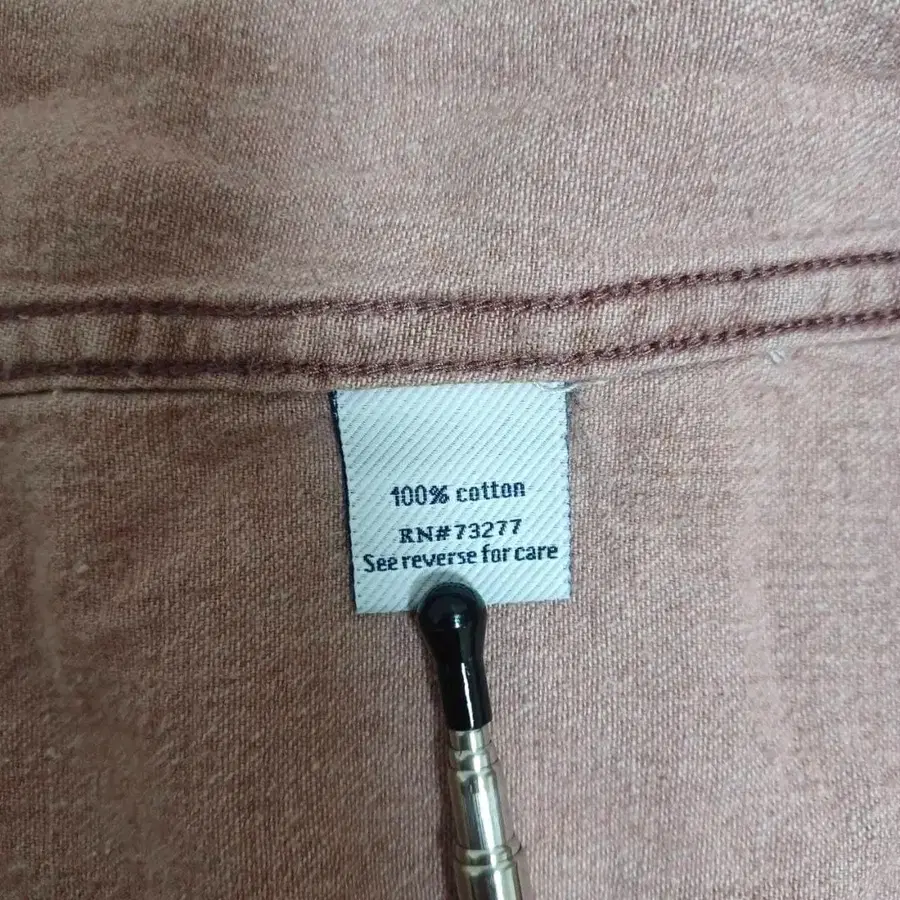 100% cotton
RN#73277
See reverse for care